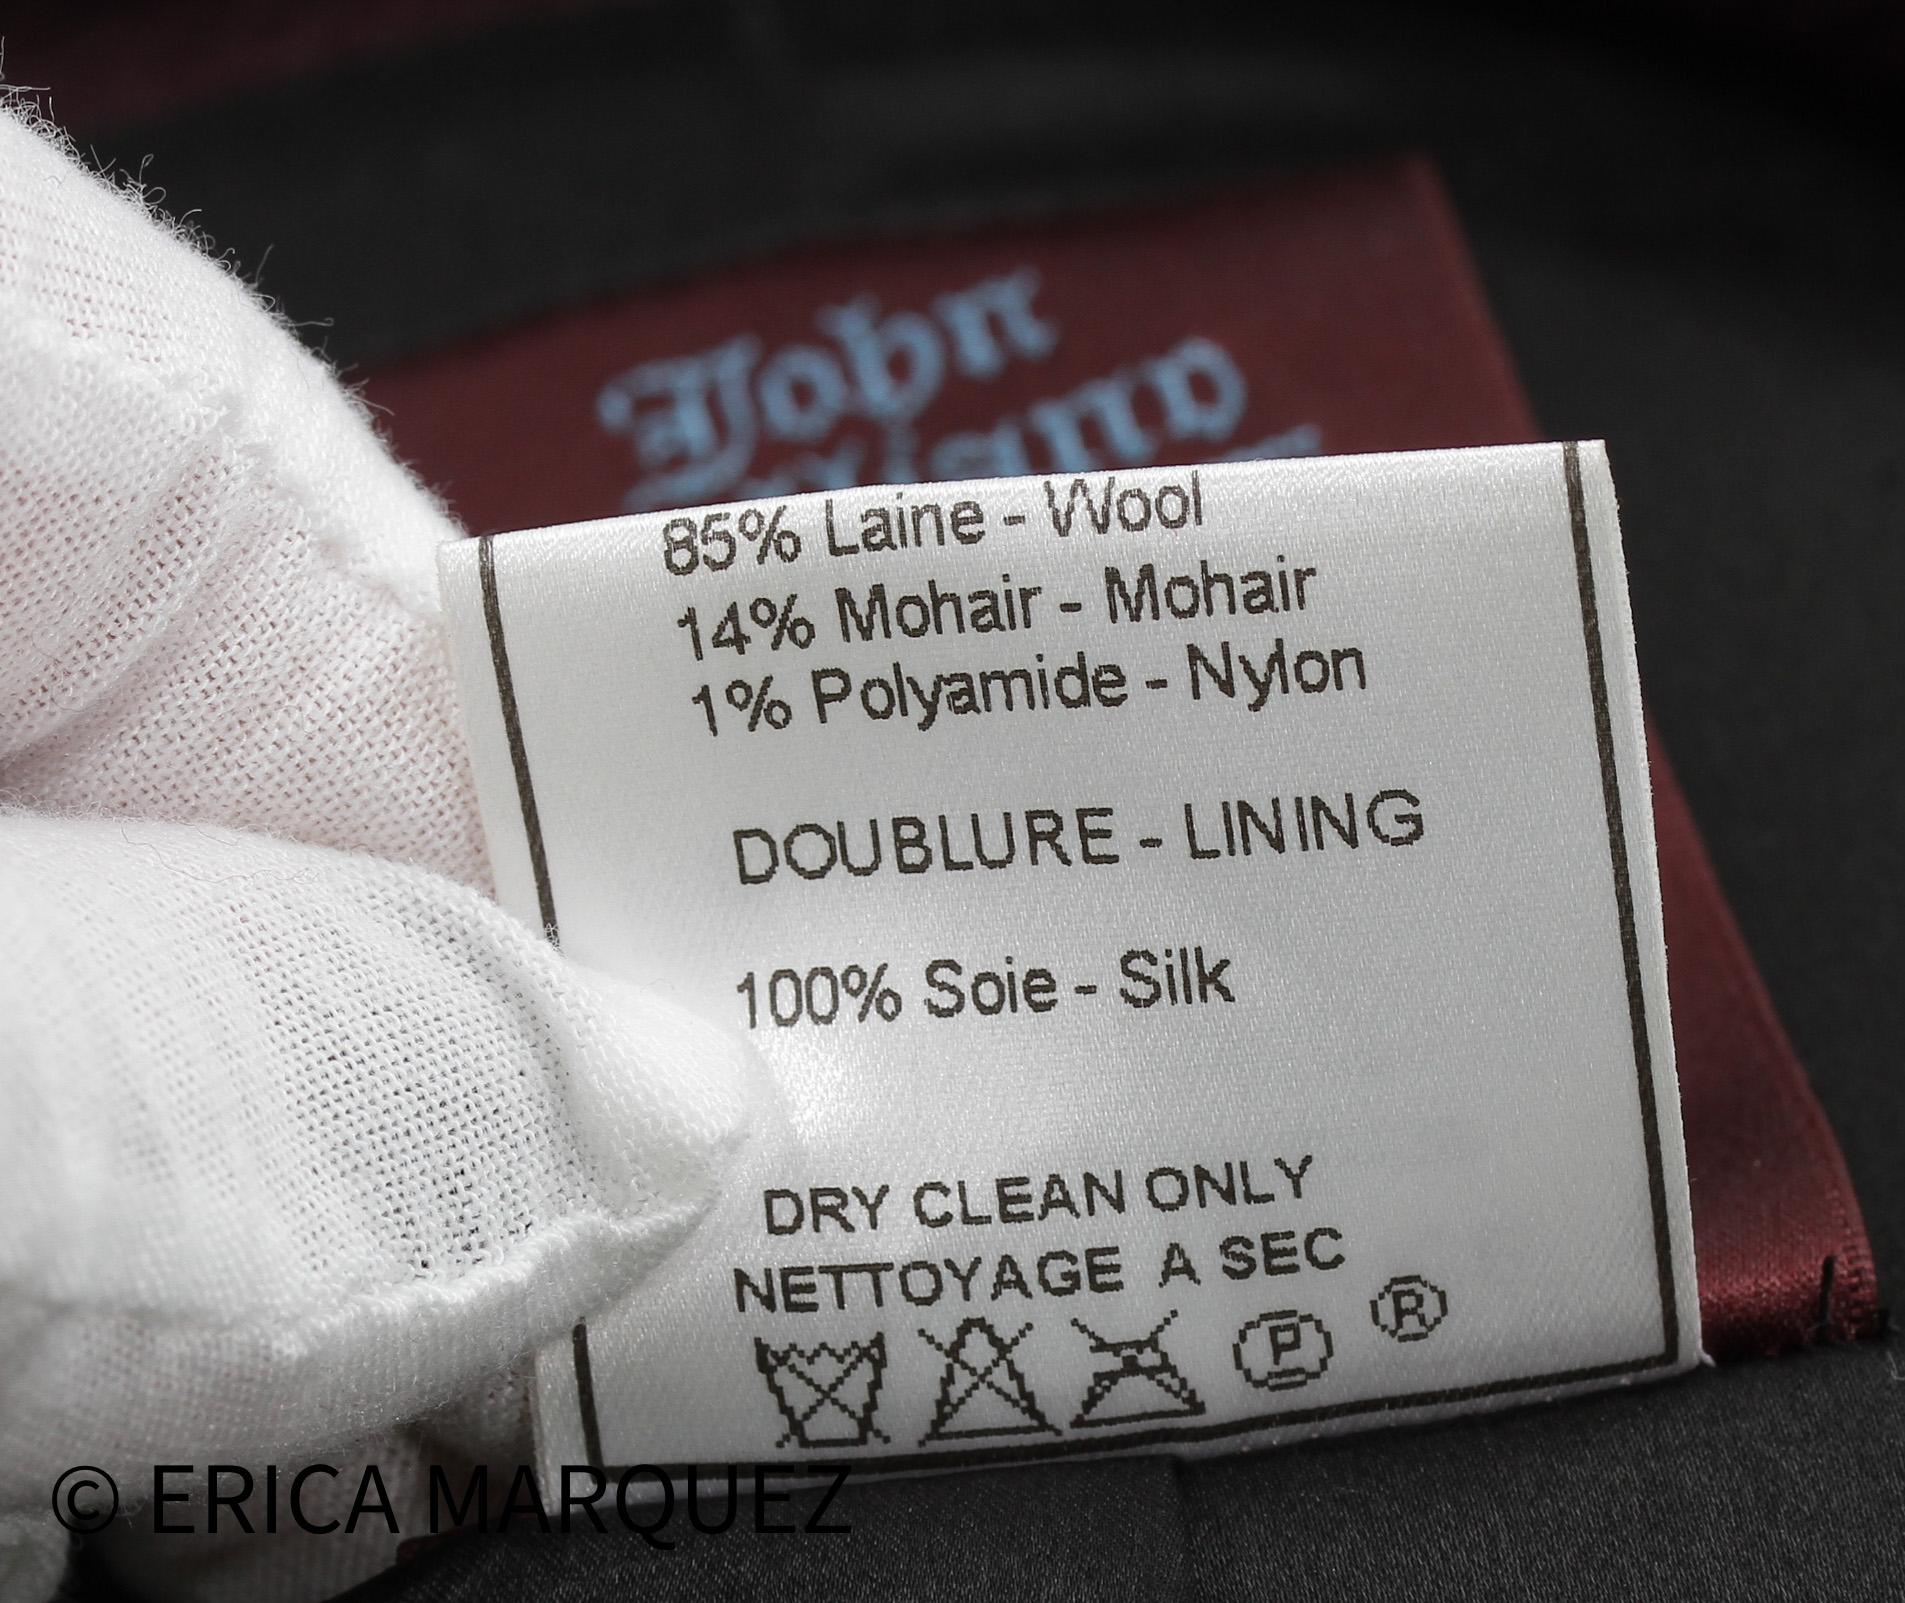 John
85% Laine - Wool
14% Mohair - Mohair
1% Polyamide - Nylon
DOUBLURE - LINING
100% Soie - Silk
DRY CLEAN ONLY
NETTOYAGE A SEC
P ®
© ERICA MARQUEZ